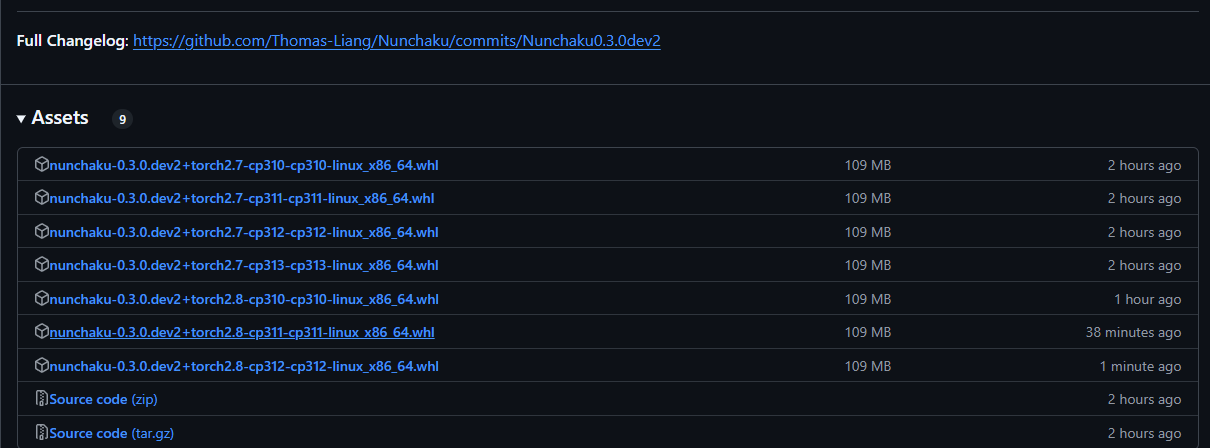 Full Changelog: https://github.com/Thomas-Liang/Nunchaku/commits/Nunchaku0.3.0dev2
Assets 9
nunchaku-0.3.0.dev2+torch2.7-cp310-cp310-linux_x86_64.whl 109 MB 2 hours ago
nunchaku-0.3.0.dev2+torch2.7-cp311-cp311-linux_x86_64.whl 109 MB 2 hours ago
nunchaku-0.3.0.dev2+torch2.7-cp312-cp312-linux_x86_64.whl 109 MB 2 hours ago
nunchaku-0.3.0.dev2+torch2.7-cp313-cp313-linux_x86_64.whl 109 MB 2 hours ago
nunchaku-0.3.0.dev2+torch2.8-cp310-cp310-linux_x86_64.whl 109 MB 1 hour ago
nunchaku-0.3.0.dev2+torch2.8-cp311-cp311-linux_x86_64.whl 109 MB 38 minutes ago
nunchaku-0.3.0.dev2+torch2.8-cp312-cp312-linux_x86_64.whl 109 MB 1 minute ago
Source code (zip) 2 hours ago
Source code (tar.gz) 2 hours ago